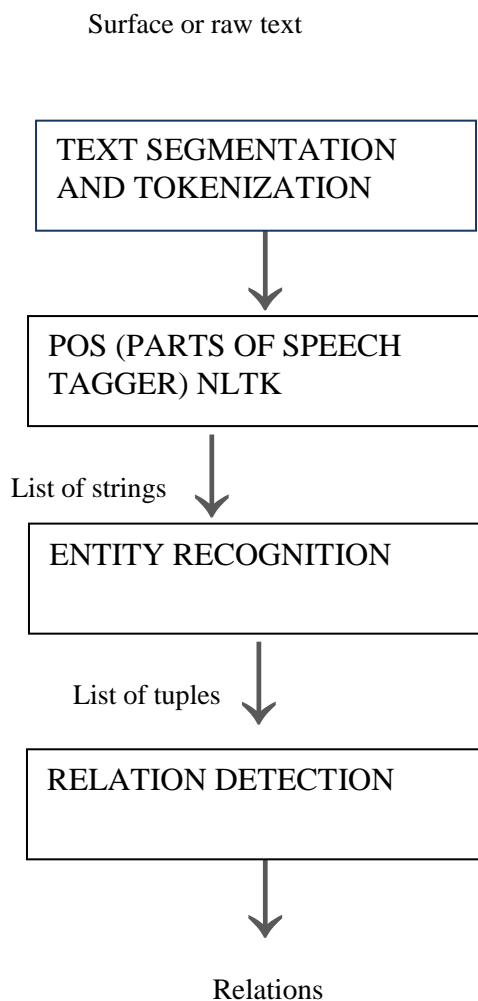 Surface or raw text
TEXT SEGMENTATION
AND TOKENIZATION
POS (PARTS OF SPEECH
TAGGER) NLTK
List of strings
ENTITY RECOGNITION
List of tuples
RELATION DETECTION
Relations